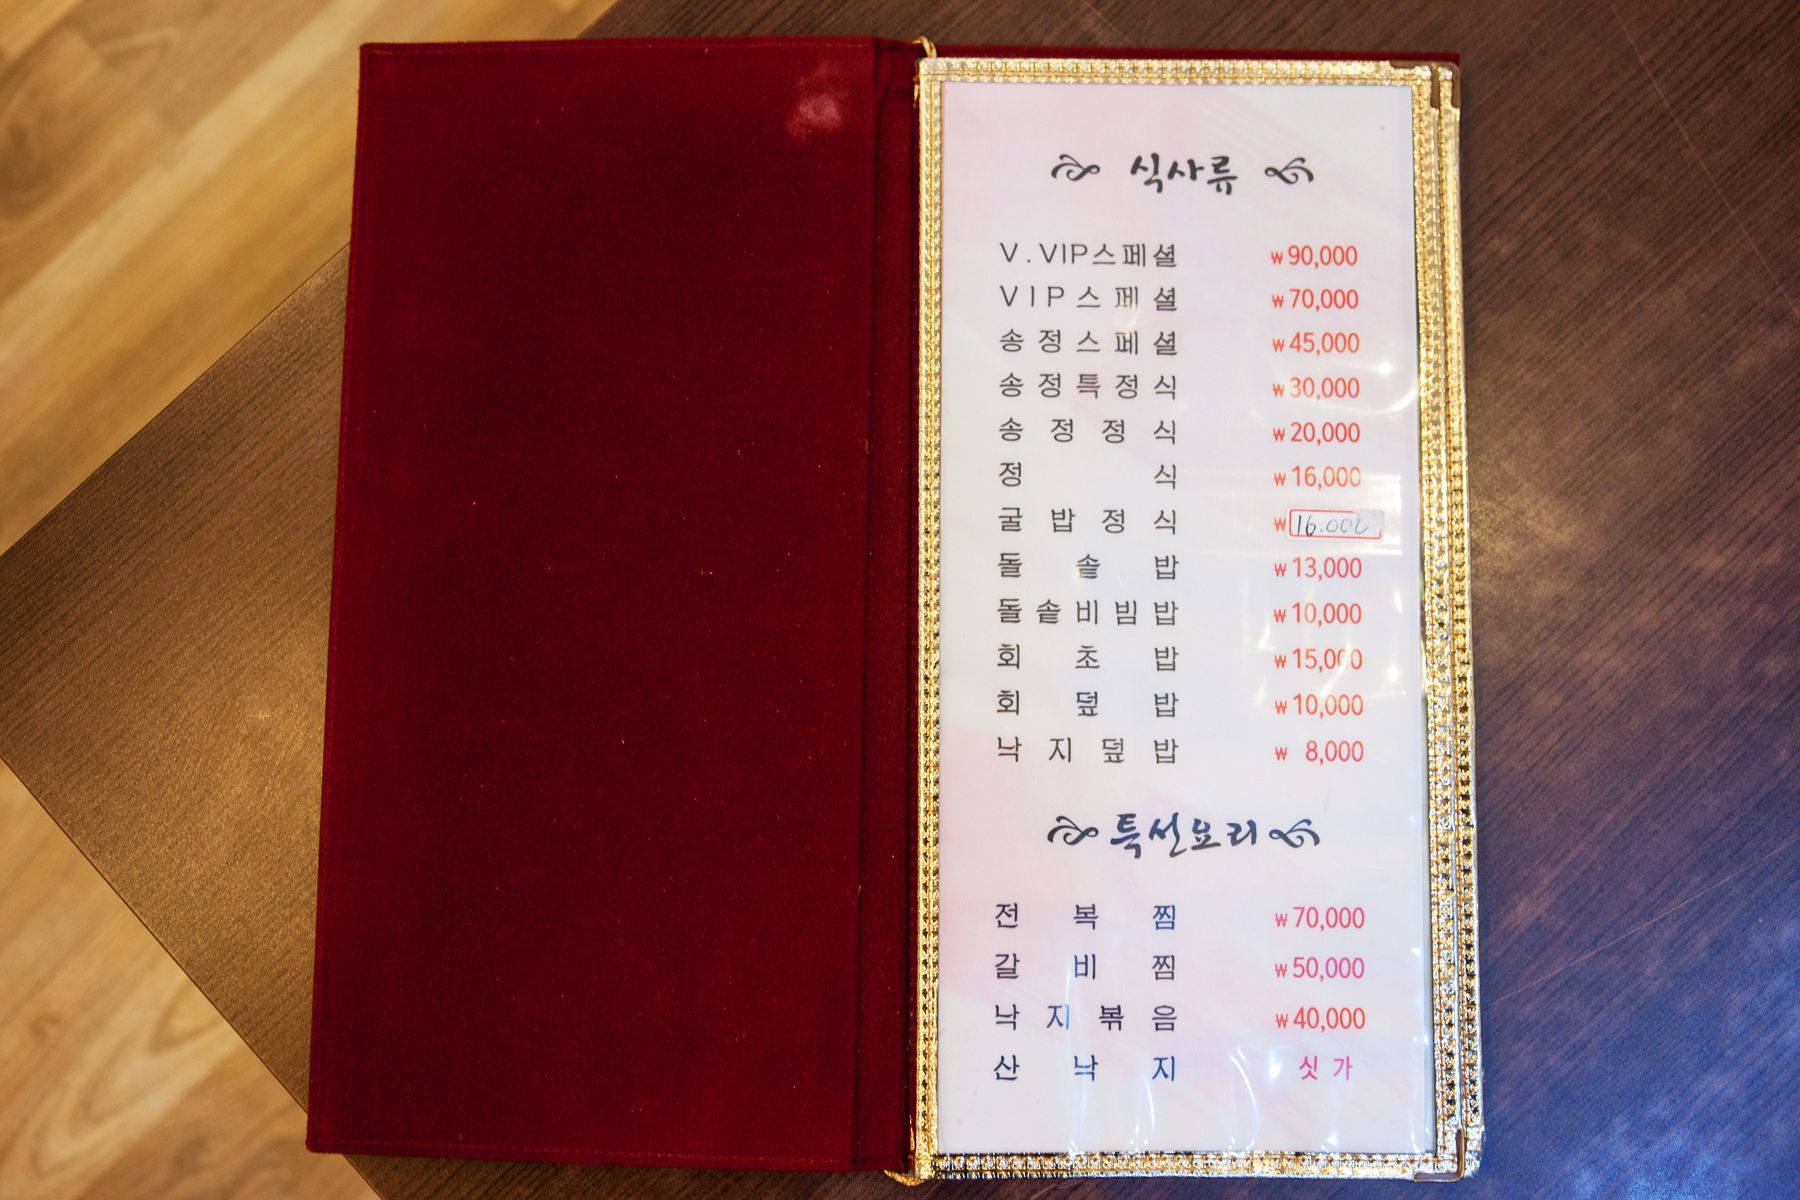 식사류
V.VIP스페셜 ₩90,000
VIP스페셜 ₩70,000
송정스페셜 ₩45,000
송정특정식 ₩30,000
송정정식 ₩20,000
정식 ₩16,000
굴밥정식 ₩16.000
돌솥밥 ₩13,000
돌솥비빔밥 ₩10,000
회초밥 ₩15,000
회덮밥 ₩10,000
낙지덮밥 ₩8,000
특선요리
전복찜 ₩70,000
갈비찜 ₩50,000
낙지볶음 ₩40,000
산낙지 싯가